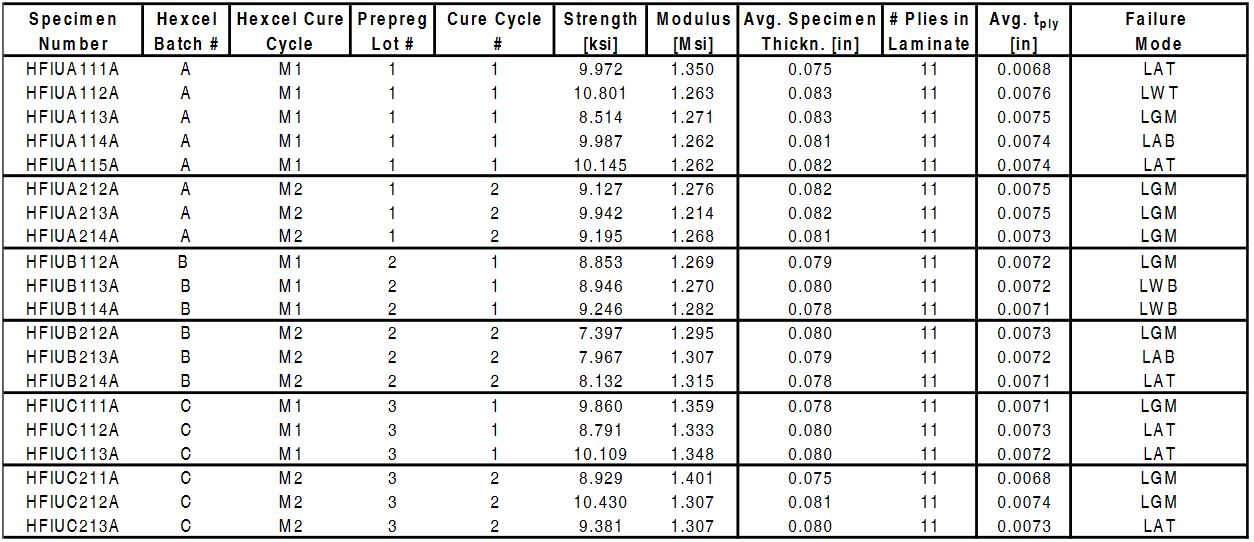 Specimen Hexcel Hexcel Cure Prepreg Cure Cycle Strength Modulus Avg. Specimen # Plies in Avg. tply Failure
Number Batch # Cycle Lot # # [ksi] [Msi] Thickn. [in] Laminate [in] Mode
HFIUA111A A M1 1 1 9.972 1.350 0.075 11 0.0068 LAT
HFIUA112A A M1 1 1 10.801 1.263 0.083 11 0.0076 LWT
HFIUA113A A M1 1 1 8.514 1.271 0.083 11 0.0075 LGM
HFIUA114A A M1 1 1 9.987 1.262 0.081 11 0.0074 LAB
HFIUA115A A M1 1 1 10.145 1.262 0.082 11 0.0074 LAT
HFIUA212A A M2 1 2 9.127 1.276 0.082 11 0.0075 LGM
HFIUA213A A M2 1 2 9.942 1.214 0.082 11 0.0075 LGM
HFIUA214A A M2 1 2 9.195 1.268 0.081 11 0.0073 LGM
HFIUB112A B M1 2 1 8.853 1.269 0.079 11 0.0072 LGM
HFIUB113A B M1 2 1 8.946 1.270 0.080 11 0.0072 LWB
HFIUB114A B M1 2 1 9.246 1.282 0.078 11 0.0071 LWB
HFIUB212A B M2 2 2 7.397 1.295 0.080 11 0.0073 LGM
HFIUB213A B M2 2 2 7.967 1.307 0.079 11 0.0072 LAB
HFIUB214A B M2 2 2 8.132 1.315 0.078 11 0.0071 LAT
HFIUC111A C M1 3 1 9.860 1.359 0.078 11 0.0071 LGM
HFIUC112A C M1 3 1 8.791 1.333 0.080 11 0.0073 LAT
HFIUC113A C M1 3 1 10.109 1.348 0.080 11 0.0072 LAT
HFIUC211A C M2 3 2 8.929 1.401 0.075 11 0.0068 LGM
HFIUC212A C M2 3 2 10.430 1.307 0.081 11 0.0074 LGM
HFIUC213A C M2 3 2 9.381 1.307 0.080 11 0.0073 LAT